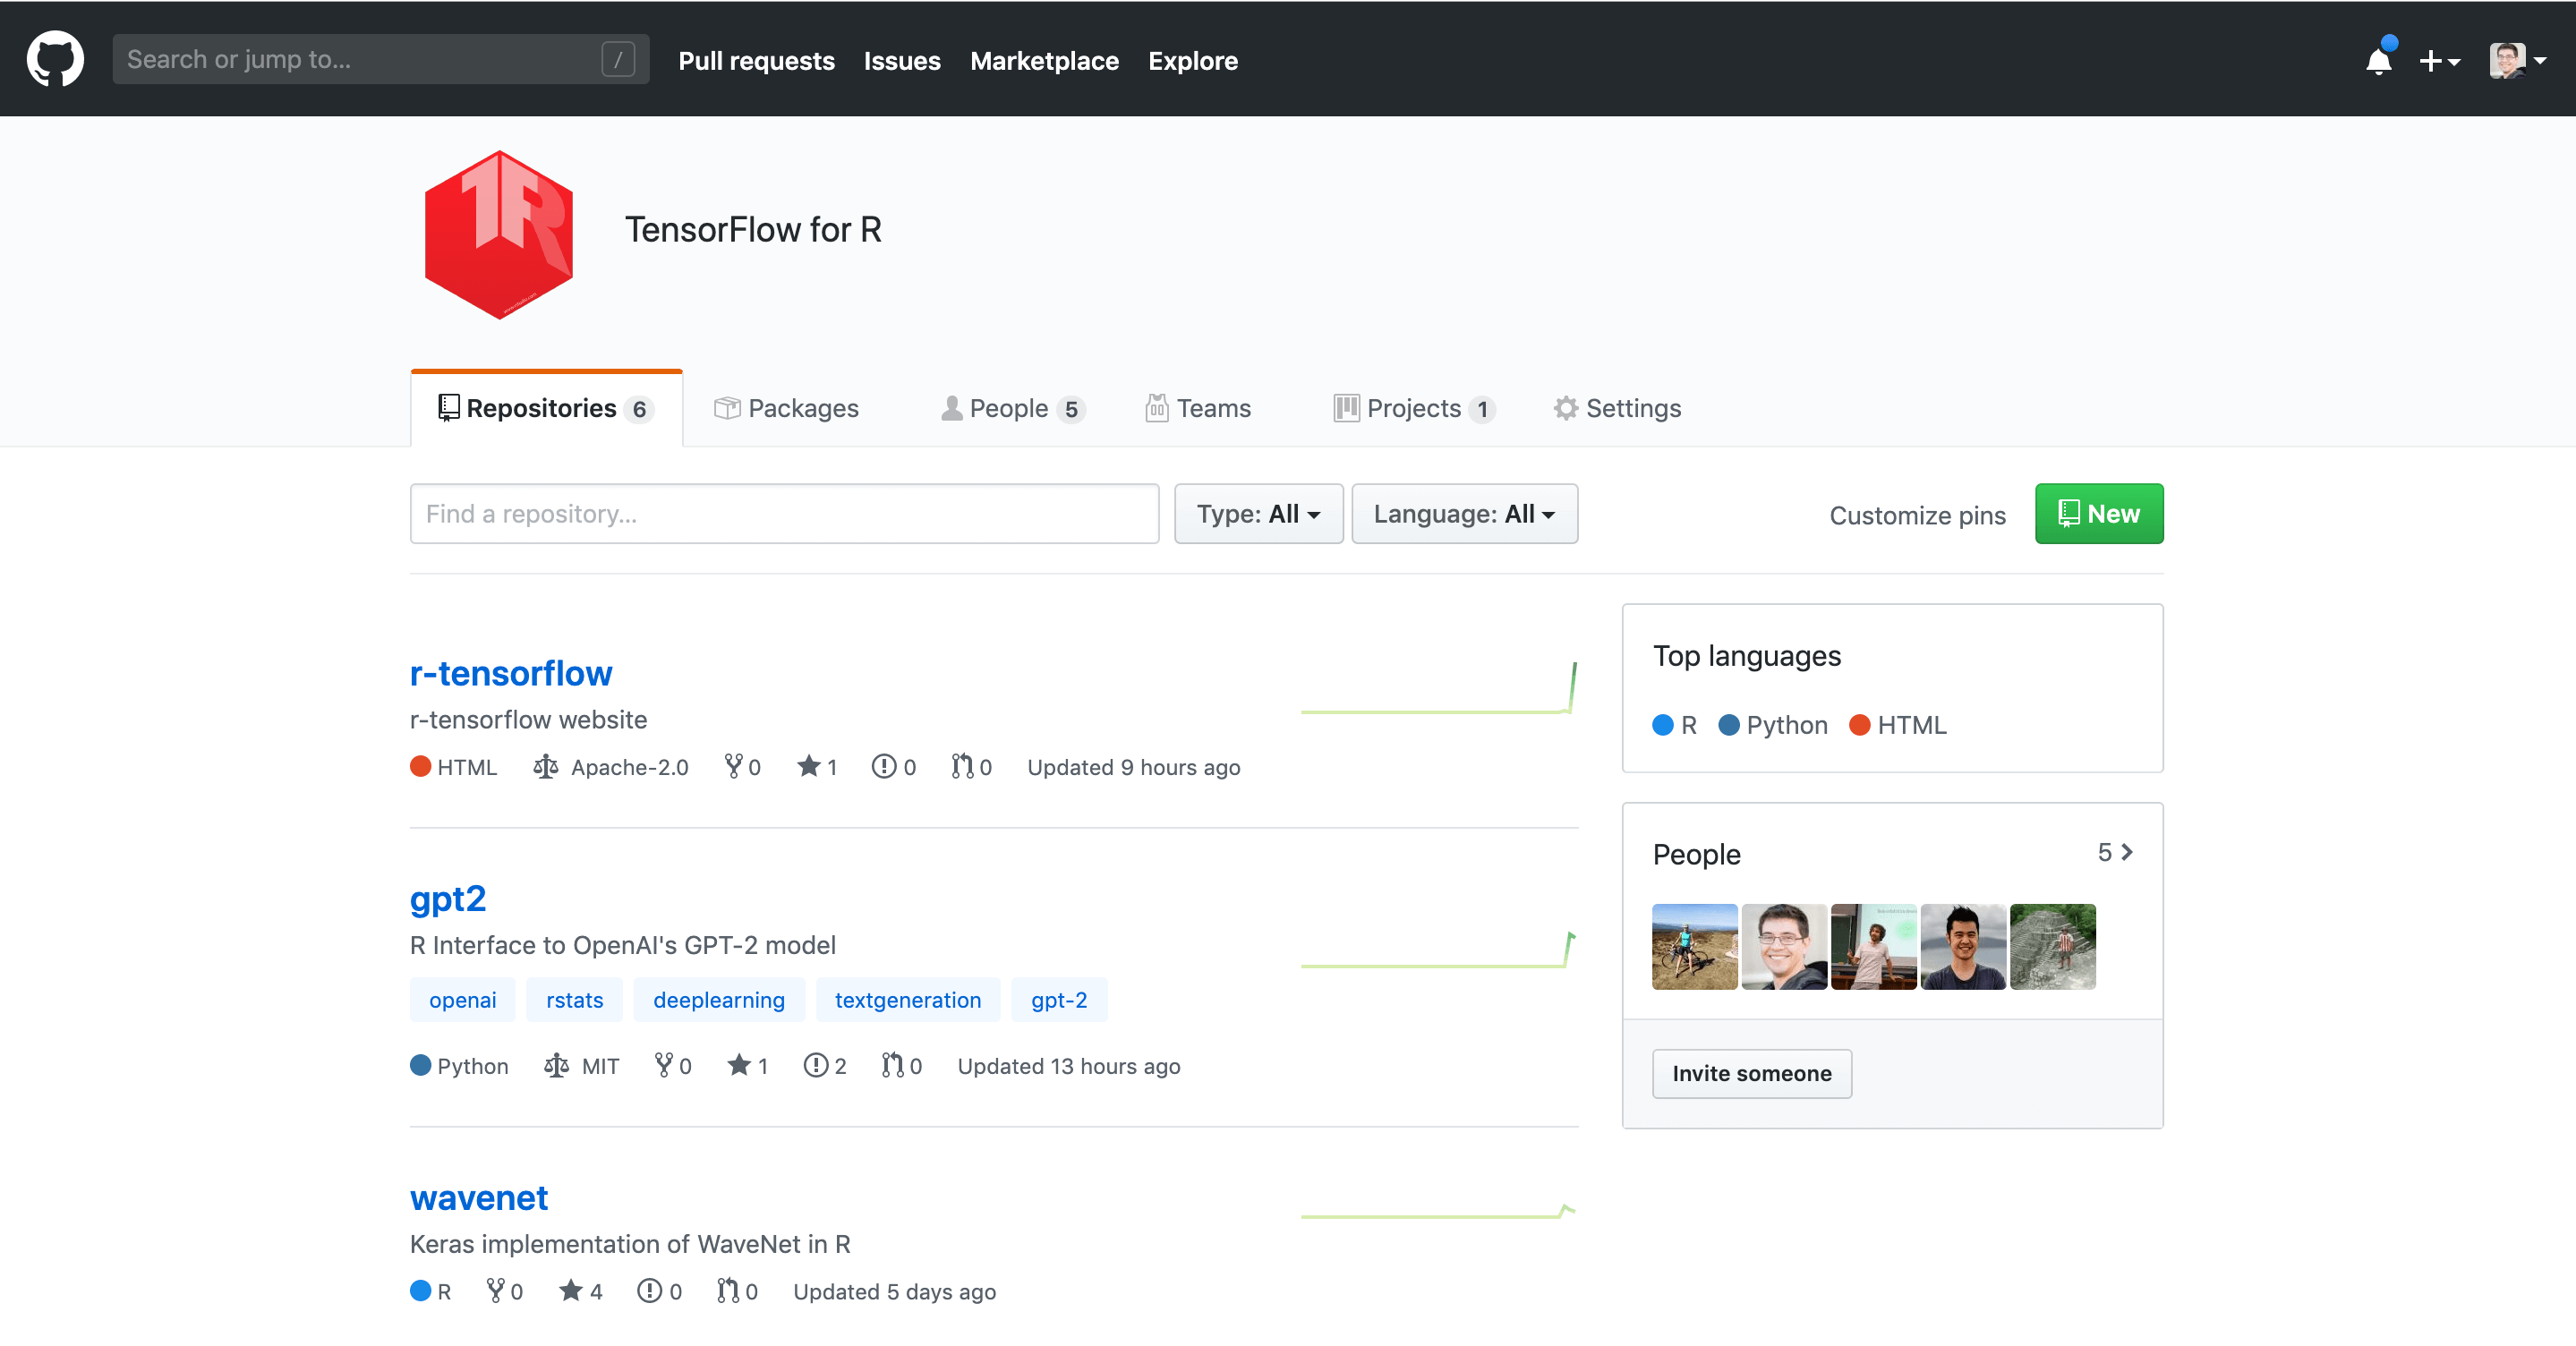 Search or jump to... /
Pull requests Issues Marketplace Explore
TR
TensorFlow for R
Repositories 6 Packages People 5 Teams Projects 1 Settings
Find a repository... Type: All Language: All Customize pins New
r-tensorflow
r-tensorflow website
HTML Apache-2.0 0 1 0 0 Updated 9 hours ago
gpt2
R Interface to OpenAI's GPT-2 model
openai rstats deeplearning textgeneration gpt-2
Python MIT 0 1 2 0 Updated 13 hours ago
wavenet
Keras implementation of WaveNet in R
R 0 4 0 0 Updated 5 days ago
Top languages
R Python HTML
People 5
Invite someone